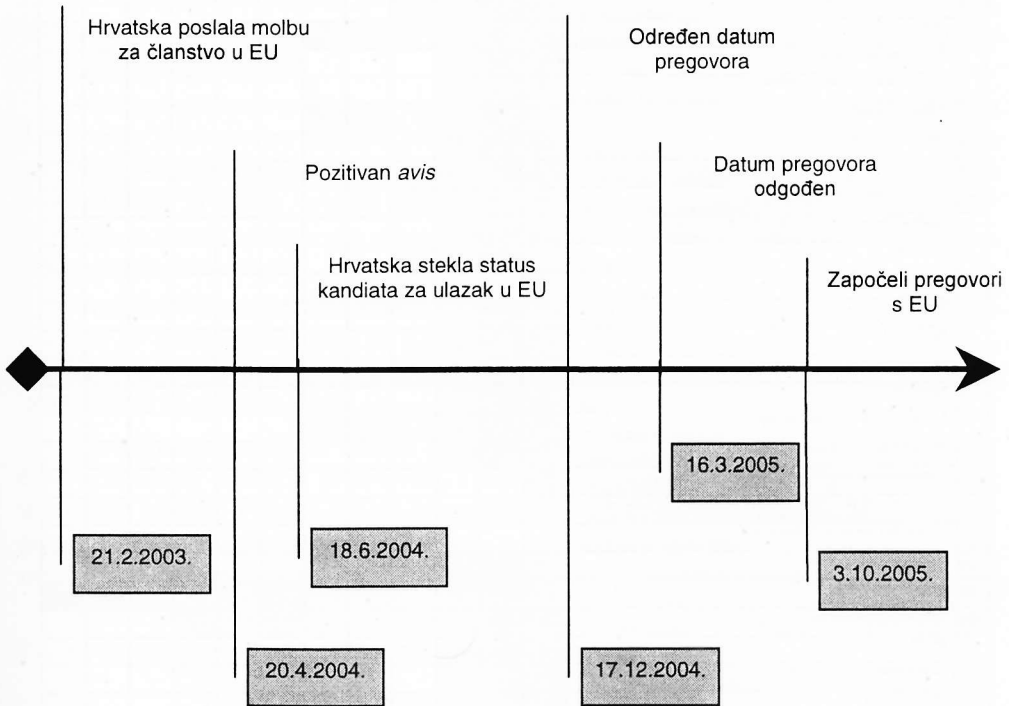 Hrvatska poslala molbu
za članstvo u EU
Određen datum
pregovora
Pozitivan avis
Datum pregovora
odgođen
Hrvatska stekla status
kandiata za ulazak u EU
Započeli pregovori
s EU
16.3.2005.
21.2.2003.
18.6.2004.
3.10.2005.
20.4.2004.
17.12.2004.